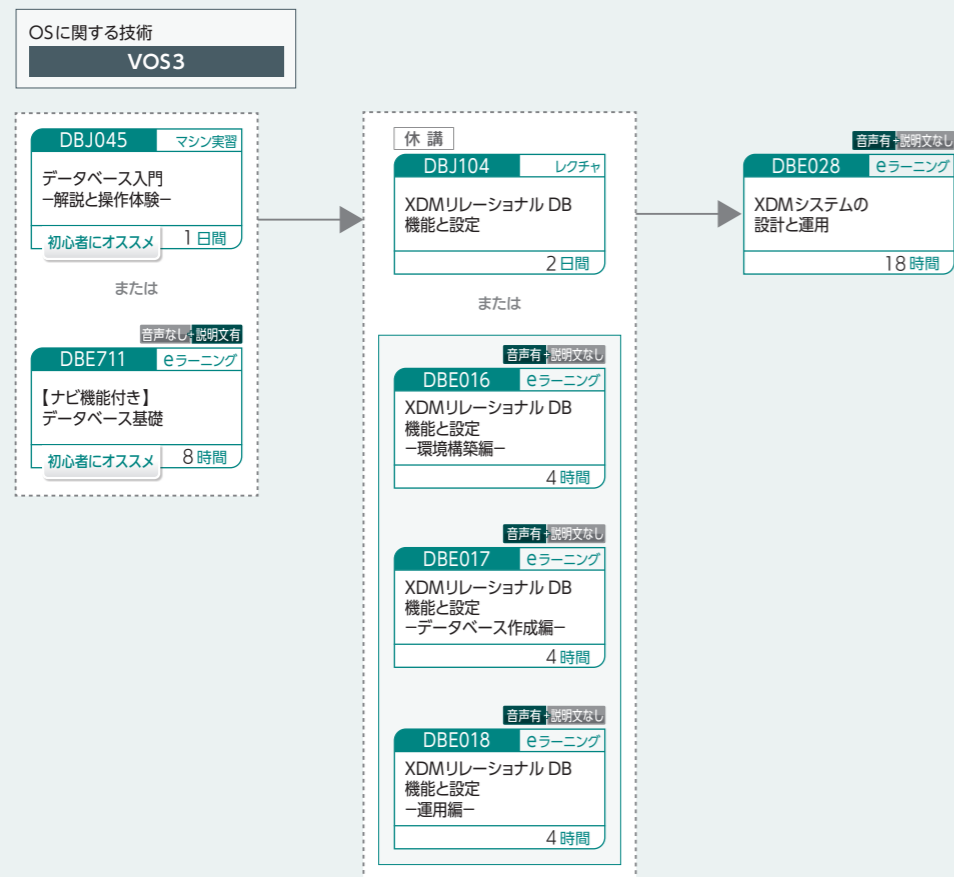 OSに関する技術
VOS3
DBJ045 マシン実習
データベース入門
−解説と操作体験−
初心者にオススメ 1日間
または
音声なし+説明文有
DBE711 eラーニング
【ナビ機能付き】
データベース基礎
初心者にオススメ 8時間
休 講
DBJ104 レクチャ
XDMリレーショナル DB
機能と設定
2日間
または
音声有+説明文なし
DBE016 eラーニング
XDMリレーショナル DB
機能と設定
−環境構築編−
4時間
音声有+説明文なし
DBE017 eラーニング
XDMリレーショナル DB
機能と設定
−データベース作成編−
4時間
音声有+説明文なし
DBE018 eラーニング
XDMリレーショナル DB
機能と設定
−運用編−
4時間
音声有+説明文なし
DBE028 eラーニング
XDMシステムの
設計と運用
18時間